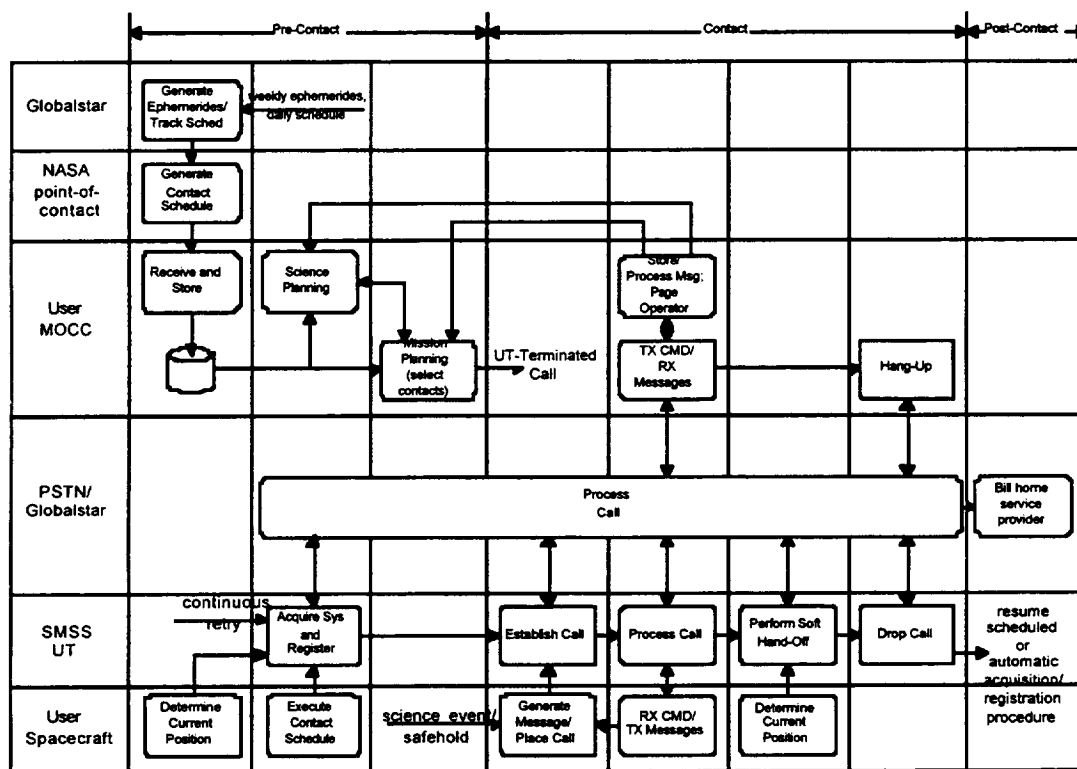 Pre-Contact
Contact
Post-Contact
Globalstar
Generate
Ephemerides/
Track Sched
weekly ephemerides,
daily schedule
NASA
point-of-
contact
Generate
Contact
Schedule
User
MOCC
Receive and
Store
Science
Planning
Mission
Planning
(select
contacts)
UT-Terminated
Call
Store/
Process Msg;
Page
Operator
TX CMD/
RX
Messages
Hang-Up
PSTN/
Globalstar
Process
Call
Bill home
service
provider
SMSS
UT
continuous
retry
Acquire Sys
and
Register
Establish Call
Process Call
Perform Soft
Hand-Off
Drop Call
resume
scheduled
or
automatic
acquisition/
registration
procedure
User
Spacecraft
Determine
Current
Position
Execute
Contact
Schedule
science event/
safehold
Generate
Message/
Place Call
RX CMD/
TX Messages
Determine
Current
Position